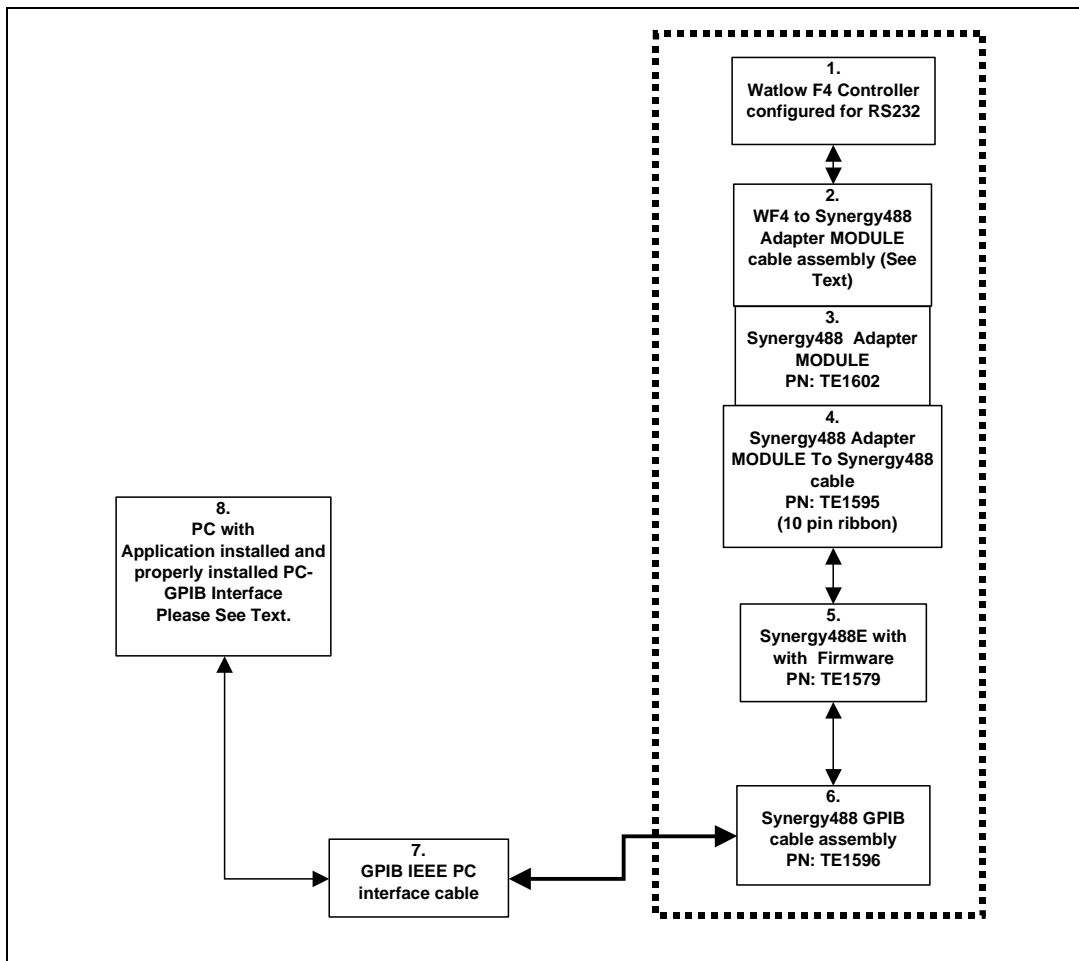 1.
Watlow F4 Controller
configured for RS232
2.
WF4 to Synergy488
Adapter MODULE
cable assembly (See
Text)
3.
Synergy488 Adapter
MODULE
PN: TE1602
4.
Synergy488 Adapter
MODULE To Synergy488
cable
PN: TE1595
(10 pin ribbon)
5.
Synergy488E with
with Firmware
PN: TE1579
6.
Synergy488 GPIB
cable assembly
PN: TE1596
7.
GPIB IEEE PC
interface cable
8.
PC with
Application installed and
properly installed PC-
GPIB Interface
Please See Text.